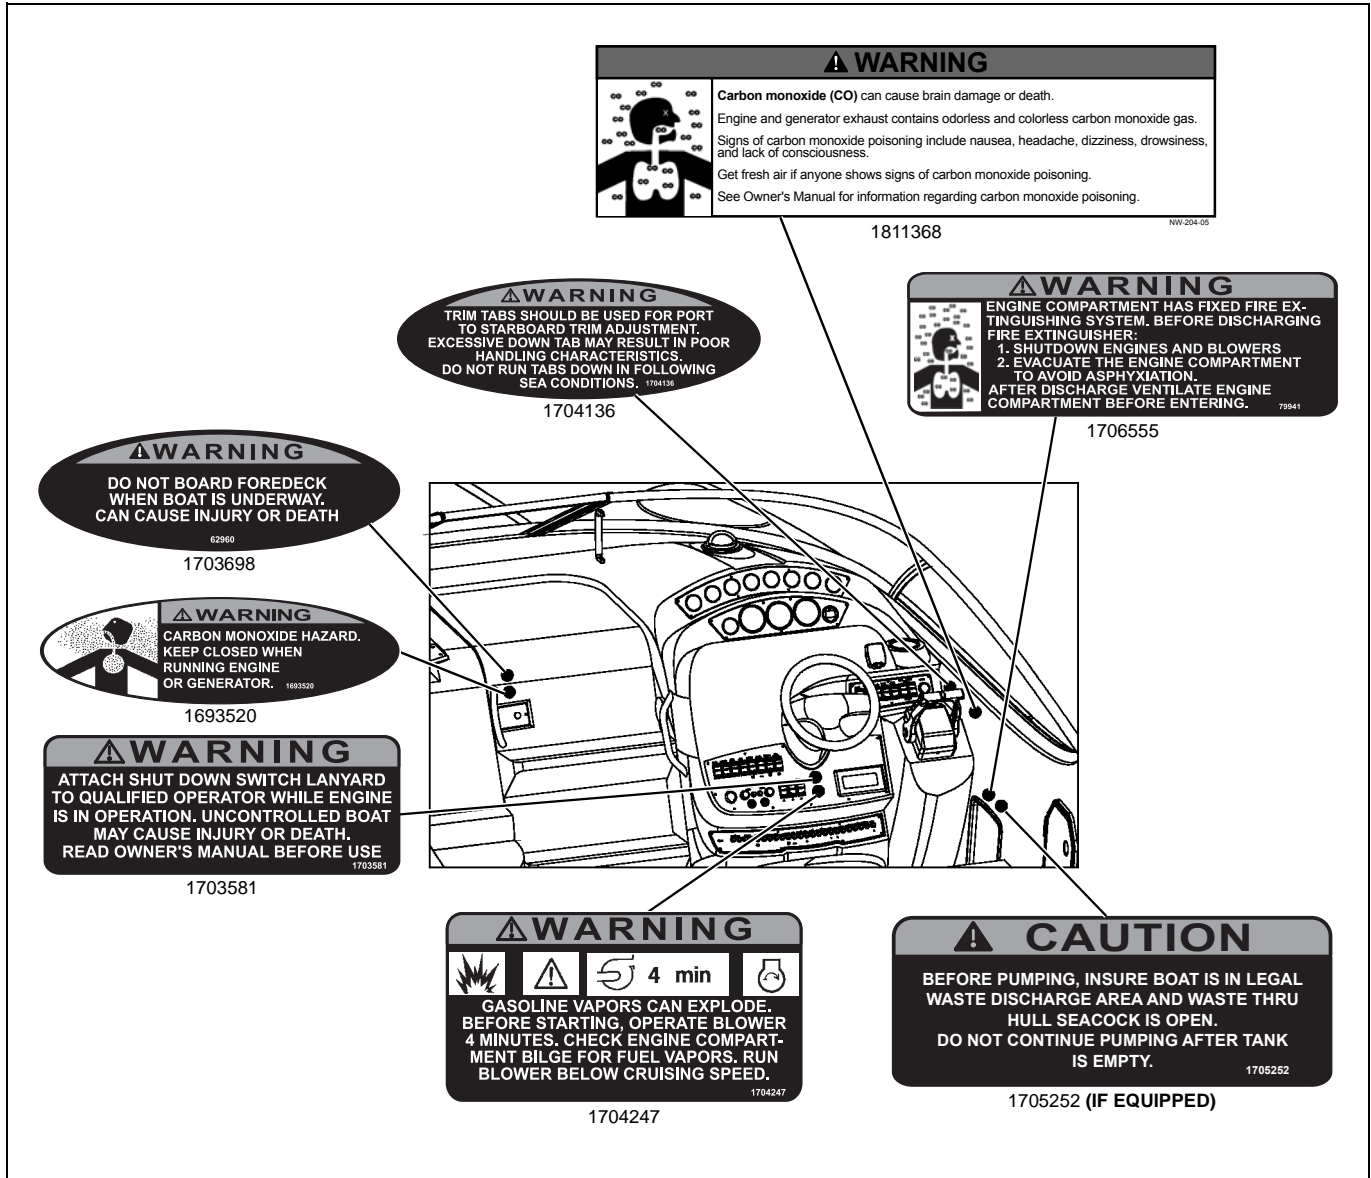 WARNING
Carbon monoxide (CO) can cause brain damage or death.
Engine and generator exhaust contains odorless and colorless carbon monoxide gas.
Signs of carbon monoxide poisoning include nausea, headache, dizziness, drowsiness,
and lack of consciousness.
Get fresh air if anyone shows signs of carbon monoxide poisoning.
See Owner's Manual for information regarding carbon monoxide poisoning.
NW-204-05
1811368
WARNING
TRIM TABS SHOULD BE USED FOR PORT
TO STARBOARD TRIM ADJUSTMENT.
EXCESSIVE DOWN TAB MAY RESULT IN POOR
HANDLING CHARACTERISTICS.
DO NOT RUN TABS DOWN IN FOLLOWING
SEA CONDITIONS. 1704136
1704136
WARNING
ENGINE COMPARTMENT HAS FIXED FIRE EX-
TINGUISHING SYSTEM. BEFORE DISCHARGING
FIRE EXTINGUISHER:
1. SHUTDOWN ENGINES AND BLOWERS
2. EVACUATE THE ENGINE COMPARTMENT
TO AVOID ASPHYXIATION.
AFTER DISCHARGE VENTILATE ENGINE
COMPARTMENT BEFORE ENTERING. 79941
1706555
WARNING
DO NOT BOARD FOREDECK
WHEN BOAT IS UNDERWAY.
CAN CAUSE INJURY OR DEATH
62960
1703698
WARNING
CARBON MONOXIDE HAZARD.
KEEP CLOSED WHEN
RUNNING ENGINE
OR GENERATOR. 1693520
1693520
WARNING
ATTACH SHUT DOWN SWITCH LANYARD
TO QUALIFIED OPERATOR WHILE ENGINE
IS IN OPERATION. UNCONTROLLED BOAT
MAY CAUSE INJURY OR DEATH.
READ OWNER'S MANUAL BEFORE USE
1703581
1703581
WARNING
4 min
GASOLINE VAPORS CAN EXPLODE.
BEFORE STARTING, OPERATE BLOWER
4 MINUTES. CHECK ENGINE COMPART-
MENT BILGE FOR FUEL VAPORS. RUN
BLOWER BELOW CRUISING SPEED.
1704247
1704247
CAUTION
BEFORE PUMPING, INSURE BOAT IS IN LEGAL
WASTE DISCHARGE AREA AND WASTE THRU
HULL SEACOCK IS OPEN.
DO NOT CONTINUE PUMPING AFTER TANK
IS EMPTY.
1705252
1705252 (IF EQUIPPED)